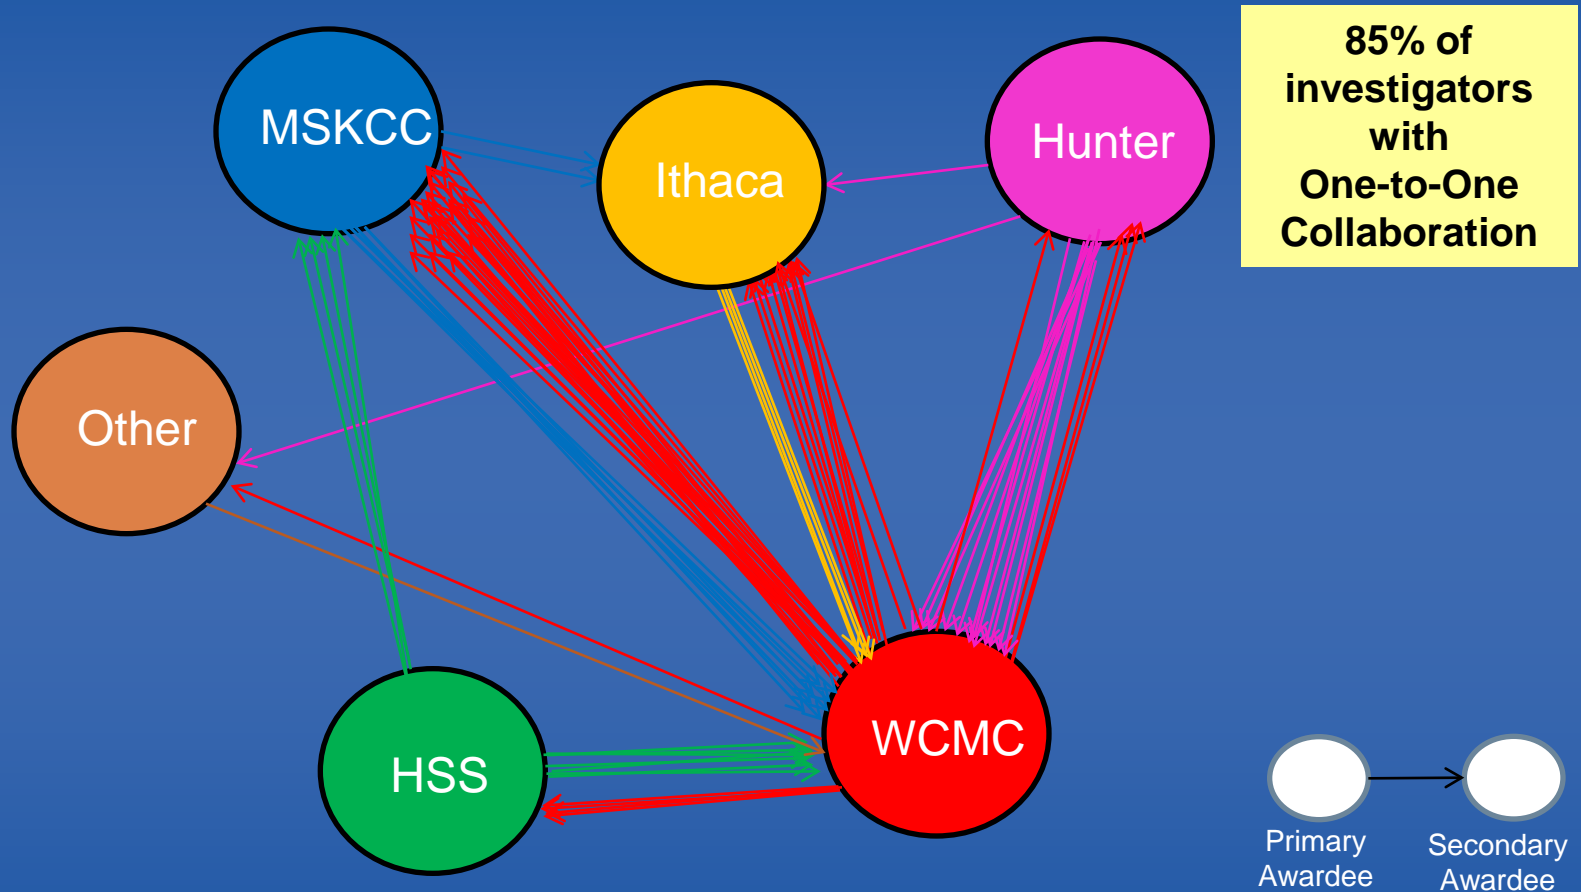 85% of
investigators
with
One-to-One
Collaboration
MSKCC
Ithaca
Hunter
Other
HSS
WCMC
Primary
Awardee
Secondary
Awardee